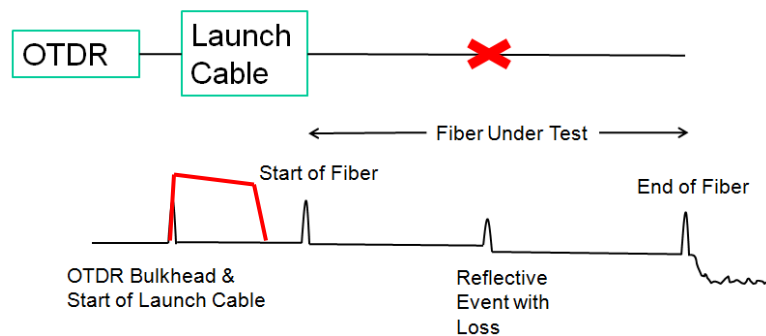 OTDR
Launch
Cable
Fiber Under Test
Start of Fiber
End of Fiber
OTDR Bulkhead &
Start of Launch Cable
Reflective
Event with
Loss